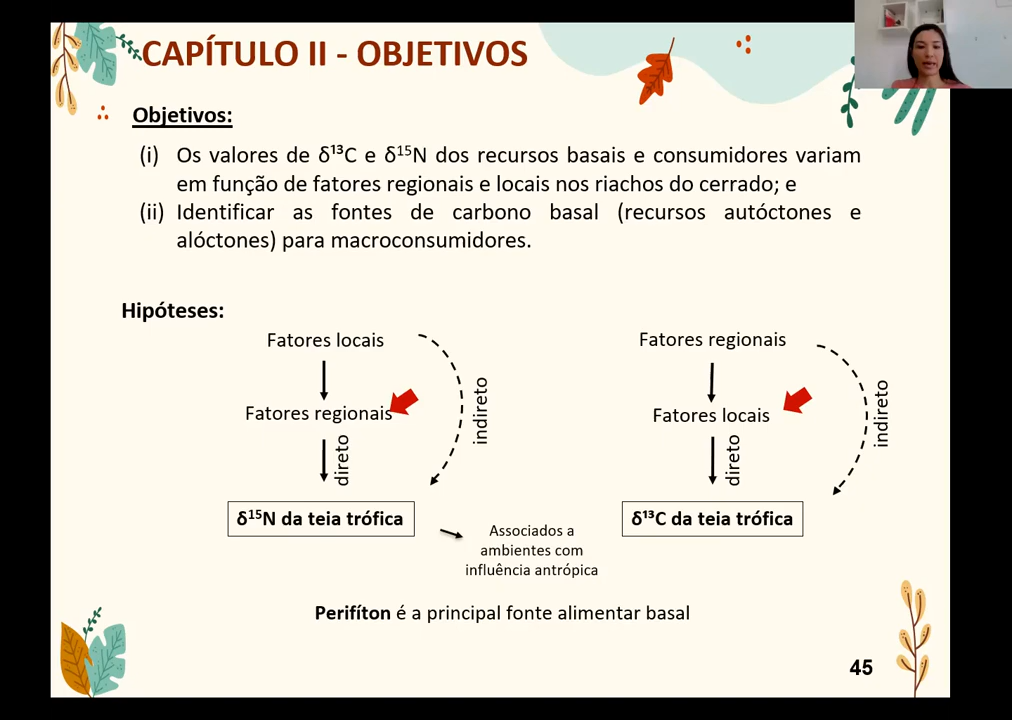 CAPÍTULO II - OBJETIVOS
Objetivos:
(i) Os valores de δ¹³C e δ¹⁵N dos recursos basais e consumidores variam
em função de fatores regionais e locais nos riachos do cerrado; e
(ii) Identificar as fontes de carbono basal (recursos autóctones e
alóctones) para macroconsumidores.
Hipóteses:
Fatores locais
Fatores regionais
direto
indireto
δ¹⁵N da teia trófica
Associados a
ambientes com
influência antrópica
Fatores regionais
Fatores locais
direto
indireto
δ¹³C da teia trófica
Perifíton é a principal fonte alimentar basal
45